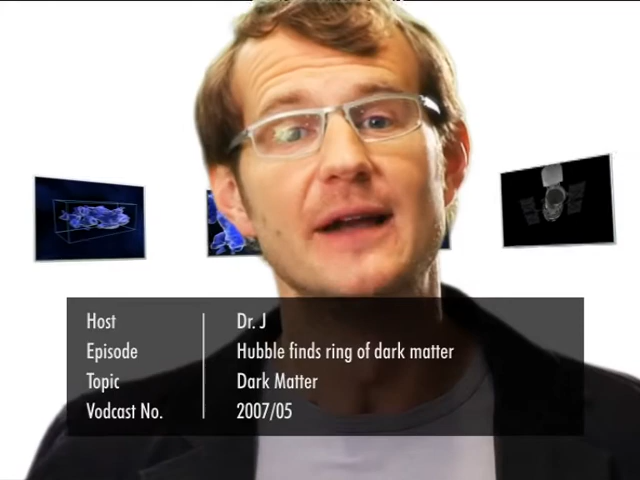 Host Dr. J
Episode Hubble finds ring of dark matter
Topic Dark Matter
Vodcast No. 2007/05